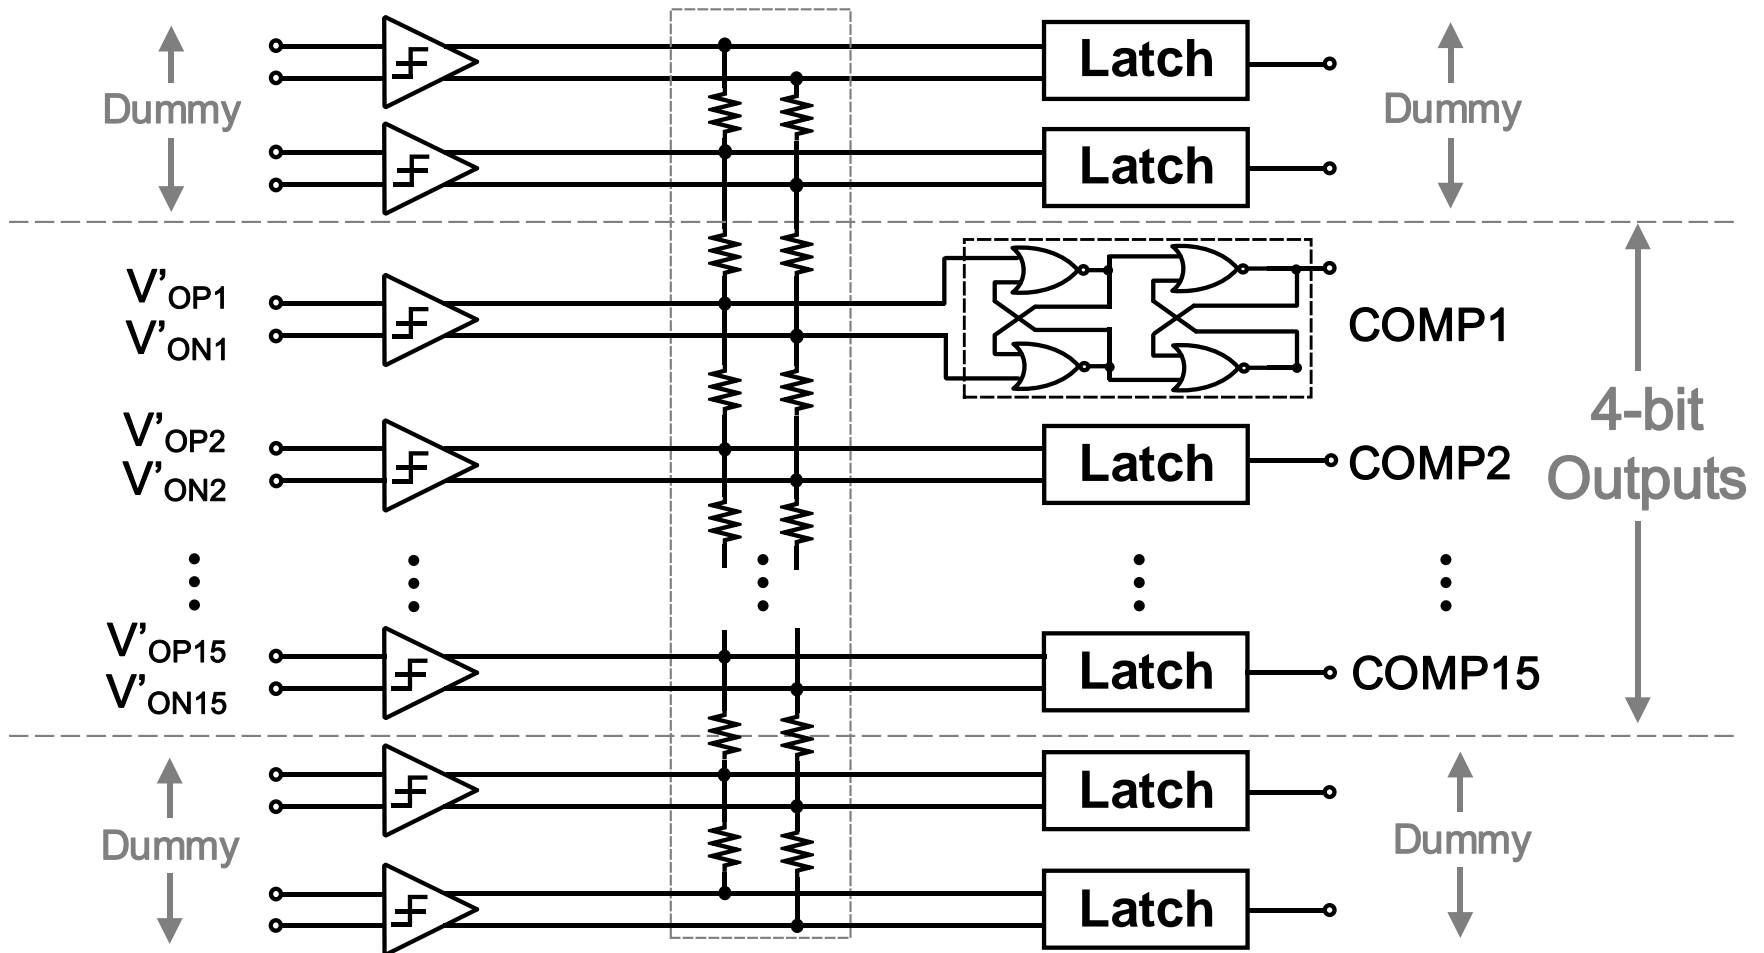 Latch
Dummy
Dummy
Latch
V'OP1
V'ON1
COMP1
V'OP2
V'ON2
Latch
COMP2
4-bit
Outputs
V'OP15
V'ON15
Latch
COMP15
Latch
Dummy
Dummy
Latch